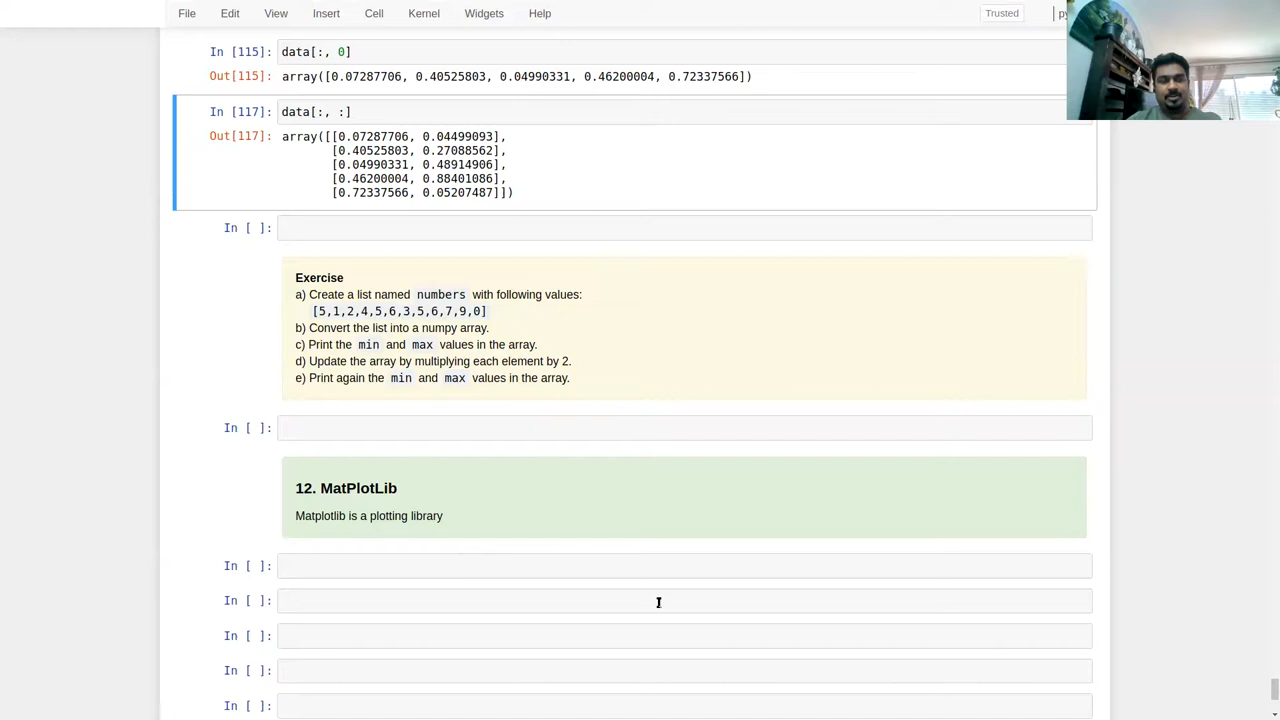 File Edit View Insert Cell Kernel Widgets Help Trusted
In [115]: data[:, 0]
Out[115]: array([0.07287706, 0.40525803, 0.04990331, 0.46200004, 0.72337566])
In [117]: data[:, :]
Out[117]: array([[0.07287706, 0.04499093],
[0.40525803, 0.27088562],
[0.04990331, 0.48914906],
[0.46200004, 0.88401086],
[0.72337566, 0.05207487]])
In [ ]:
Exercise
a) Create a list named numbers with following values:
[5,1,2,4,5,6,3,5,6,7,9,0]
b) Convert the list into a numpy array.
c) Print the min and max values in the array.
d) Update the array by multiplying each element by 2.
e) Print again the min and max values in the array.
In [ ]:
12. MatPlotLib
Matplotlib is a plotting library
In [ ]:
In [ ]:
In [ ]:
In [ ]:
In [ ]: